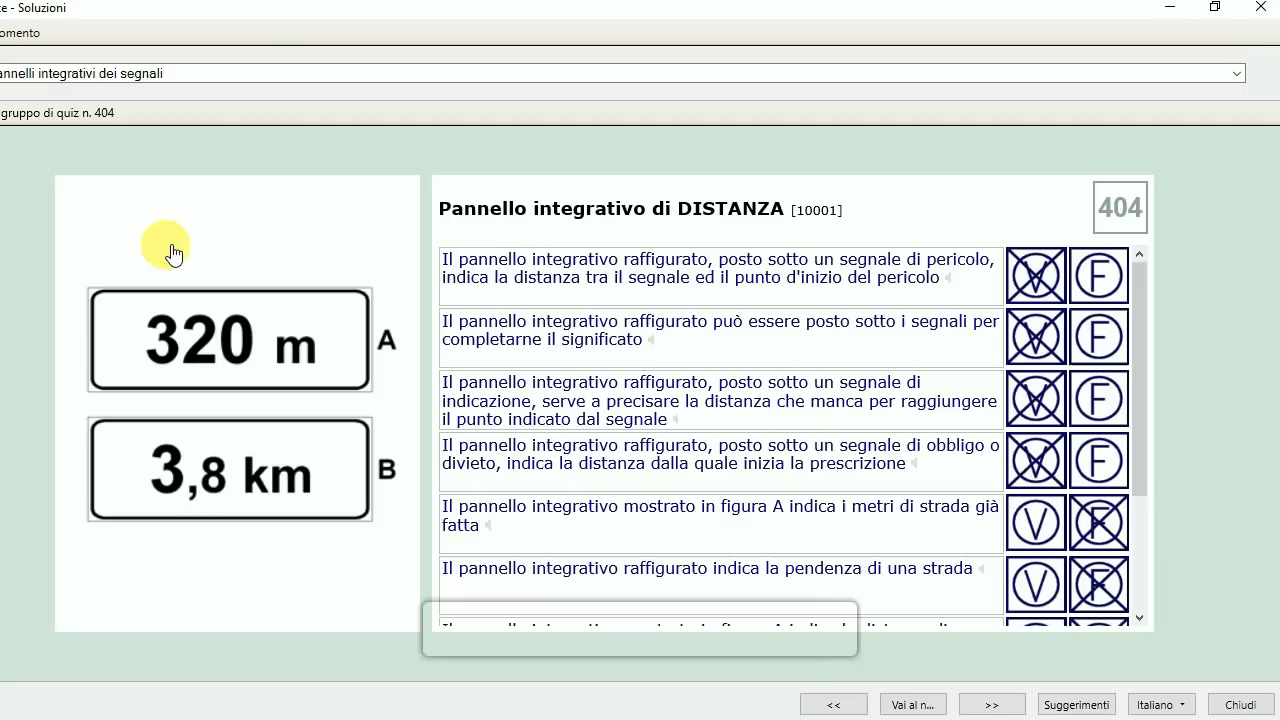 e - Soluzioni
omento
annelli integrativi dei segnali
gruppo di quiz n. 404
Pannello integrativo di DISTANZA [10001]
404
Il pannello integrativo raffigurato, posto sotto un segnale di pericolo,
indica la distanza tra il segnale ed il punto d'inizio del pericolo
V F
Il pannello integrativo raffigurato può essere posto sotto i segnali per
completarne il significato
V F
Il pannello integrativo raffigurato, posto sotto un segnale di
indicazione, serve a precisare la distanza che manca per raggiungere
il punto indicato dal segnale
V F
Il pannello integrativo raffigurato, posto sotto un segnale di obbligo o
divieto, indica la distanza dalla quale inizia la prescrizione
V F
Il pannello integrativo mostrato in figura A indica i metri di strada già
fatta
V F
Il pannello integrativo raffigurato indica la pendenza di una strada
V F
320 m A
3,8 km B
<< Vai al n... >> Suggerimenti Italiano Chiudi